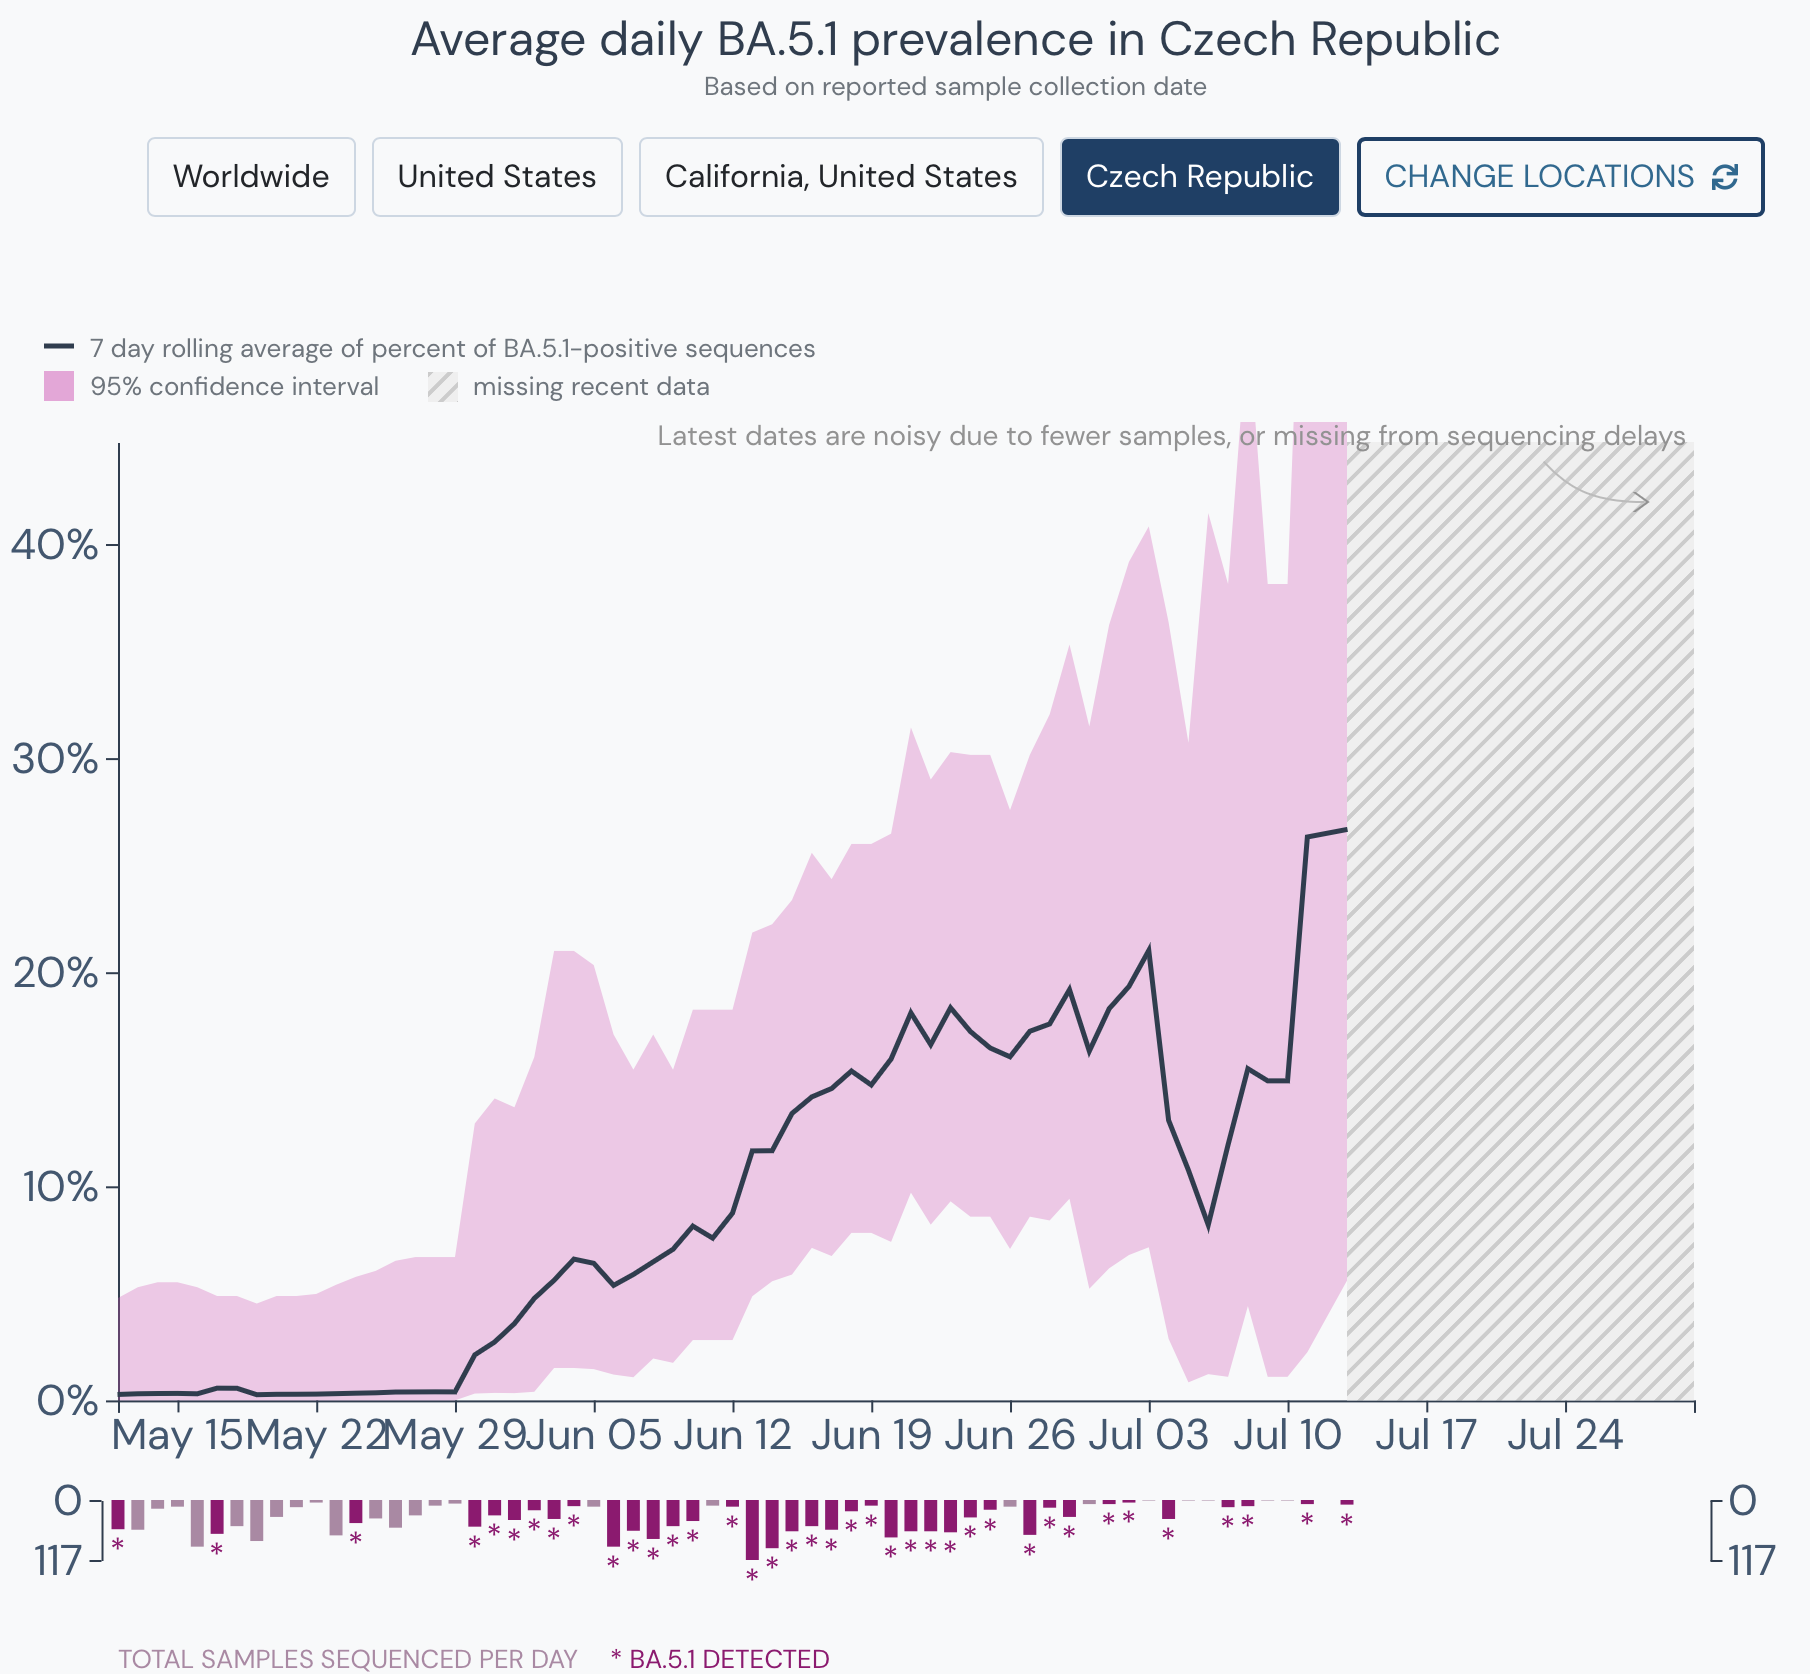 Average daily BA.5.1 prevalence in Czech Republic
Based on reported sample collection date
Worldwide United States California, United States Czech Republic CHANGE LOCATIONS
7 day rolling average of percent of BA.5.1-positive sequences
95% confidence interval missing recent data
Latest dates are noisy due to fewer samples, or missing from sequencing delays
40%
30%
20%
10%
0%
May 15 May 22 May 29 Jun 05 Jun 12 Jun 19 Jun 26 Jul 03 Jul 10 Jul 17 Jul 24
0 0
117 117
TOTAL SAMPLES SEQUENCED PER DAY * BA.5.1 DETECTED